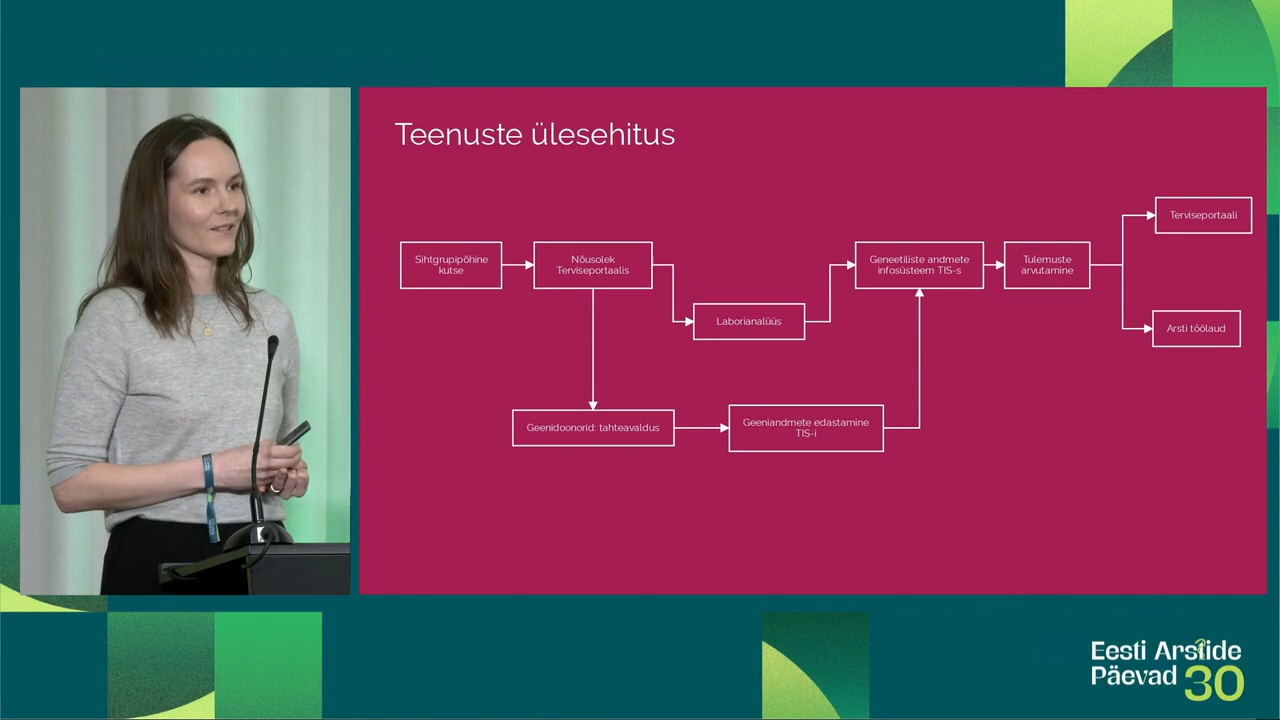 Teenuste ülesehitus
Sihtgrupipõhine
kutse
Nõusolek
Terviseportaalis
Laborianalüüs
Geenidoonorid: tahteavaldus
Geeniandmete edastamine
TIS-i
Geneetiliste andmete
infosüsteem TIS-s
Tulemuste
arvutamine
Terviseportaali
Arsti töölaud
Eesti Arstide
Päevad 30